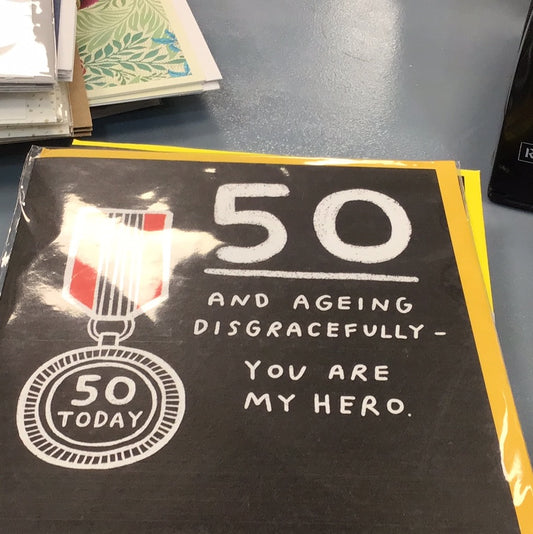 50
AND AGEING
DISGRACEFULLY -
YOU ARE
MY HERO.
50
TODAY